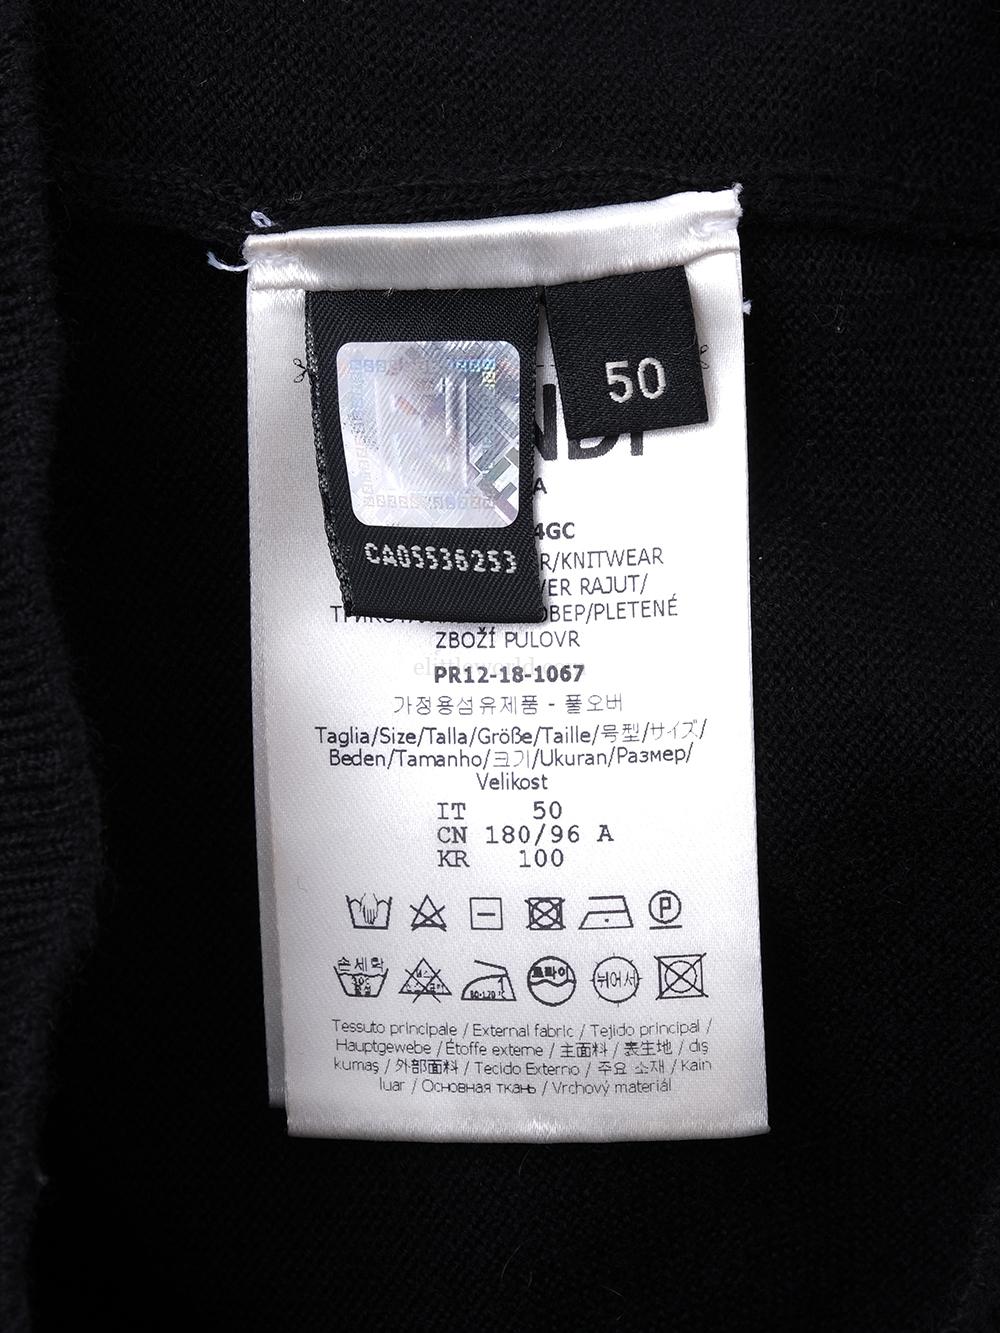 50
NDI
A
CA05536253
4GC
R/KNITWEAR
VER RAJUT/
ОВЕР/PLETENÉ
ZBOŽÍ PULOVR
PR12-18-1067
가정용섬유제품 - 풀오버
Taglia/Size/Talla/Größe/Taille/号型/サイズ/
Beden/Tamanho/크기/Ukuran/Размер/
Velikost
IT 50
CN 180/96 A
KR 100
P
손세탁
드라이
뉘어서
Tessuto principale / External fabric / Tejido principal /
Hauptgewebe / Étoffe externe / 主面料 / 表生地 / dış
kumaş / 外部面料 / Tecido Externo / 주요 소재 / Kain
luar / Основная ткань / Vrchový materiál